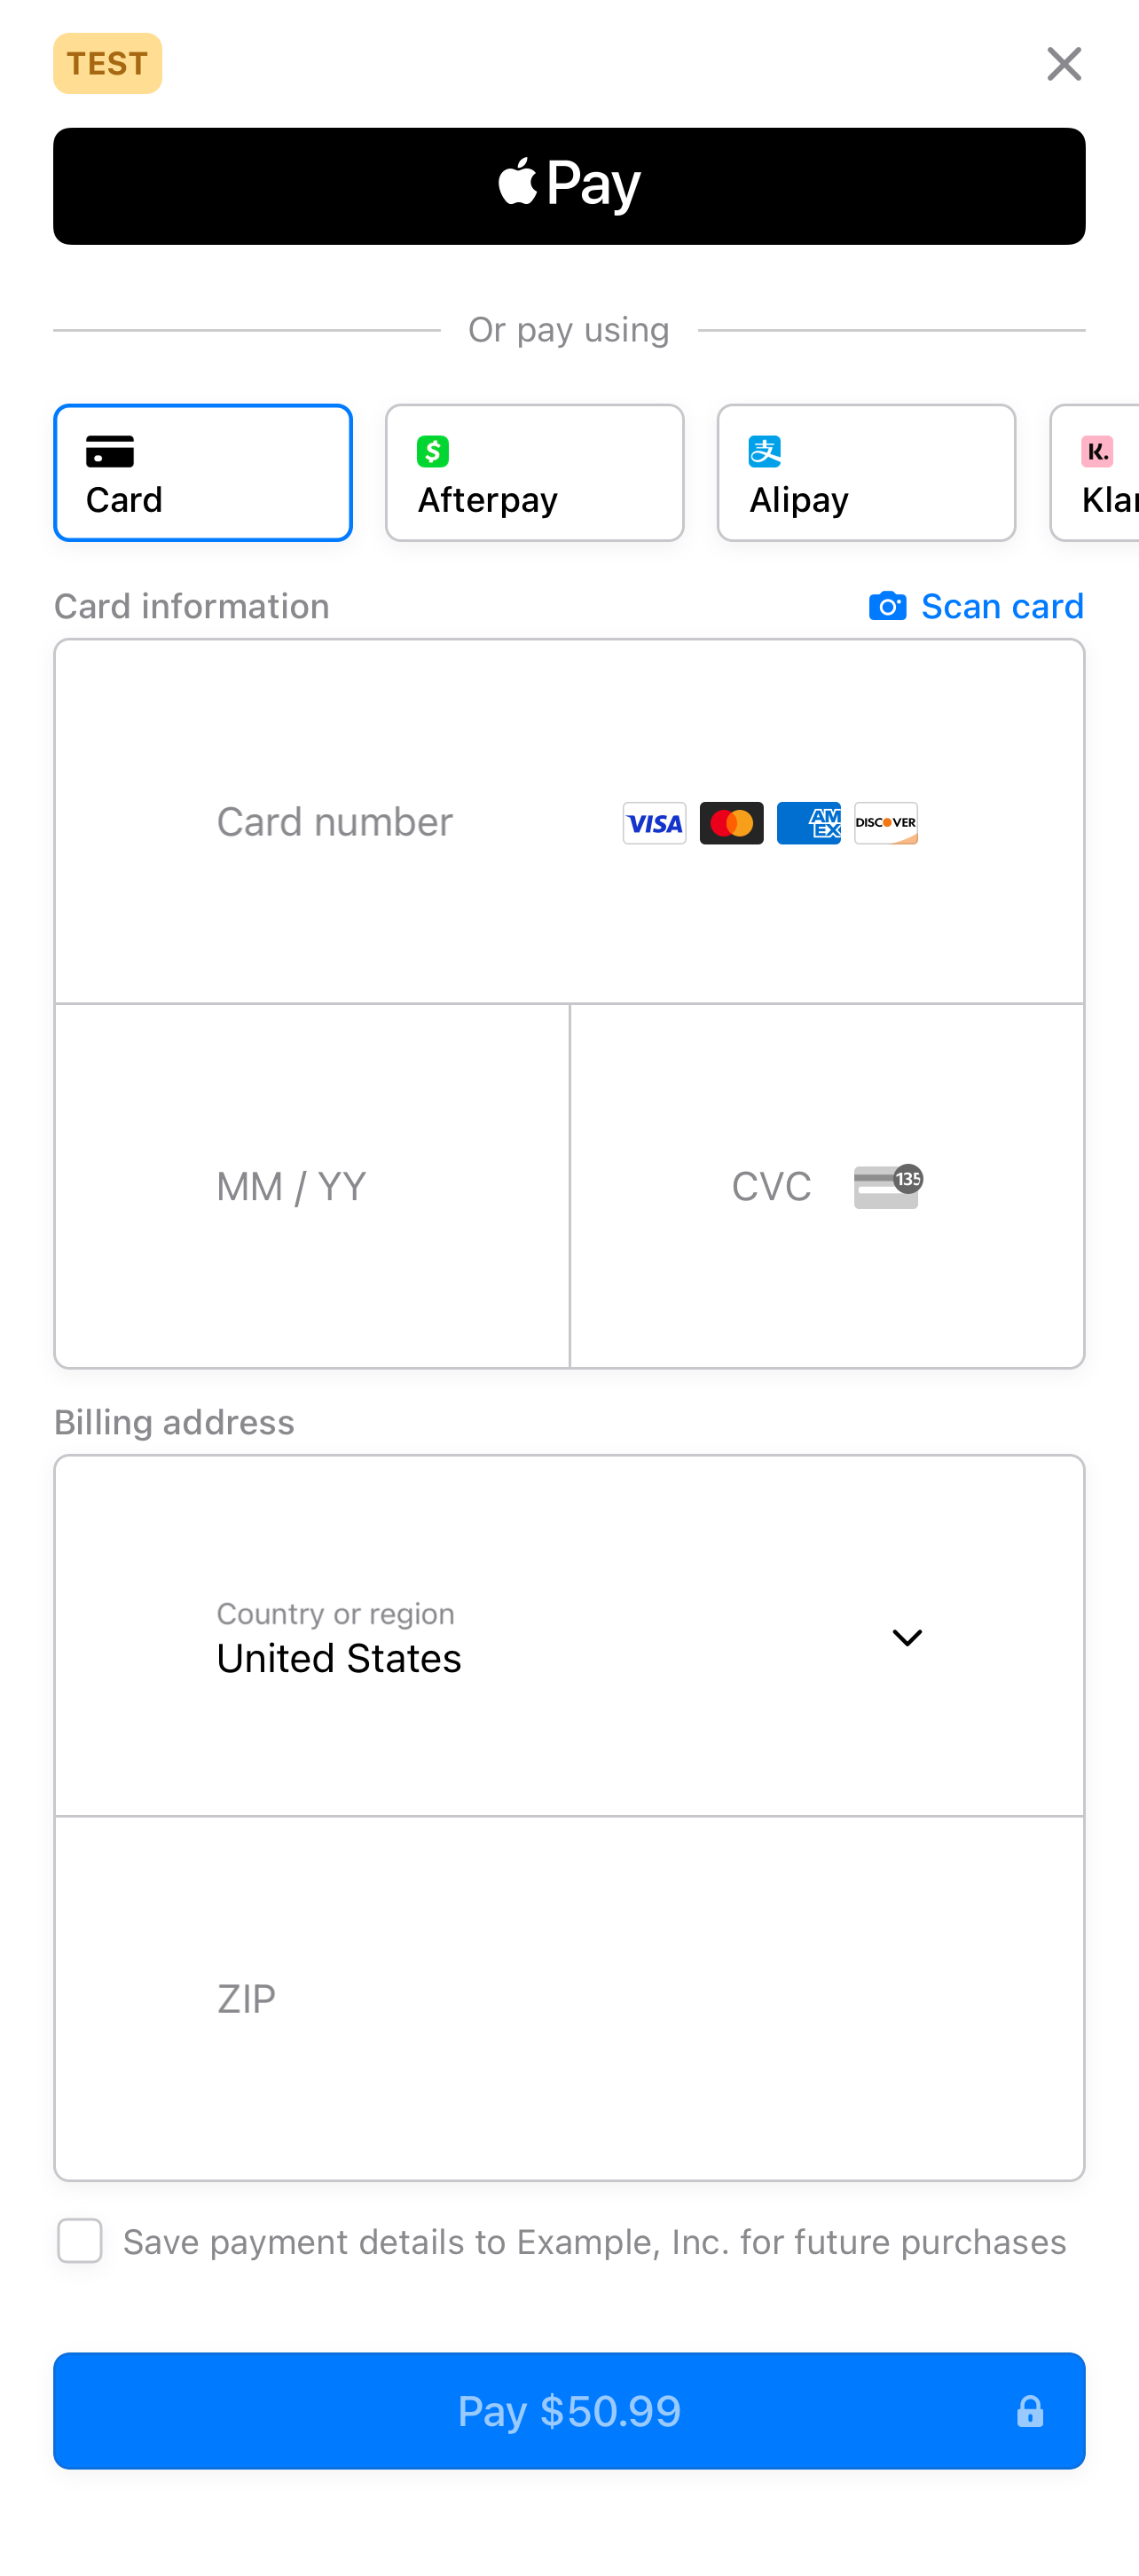 TEST
Pay
Or pay using
Card
Afterpay
Alipay
Klar
Card information
Scan card
Card number
VISA
AM
EX
DISCOVER
MM / YY
CVC
135
Billing address
Country or region
United States
ZIP
Save payment details to Example, Inc. for future purchases
Pay $50.99